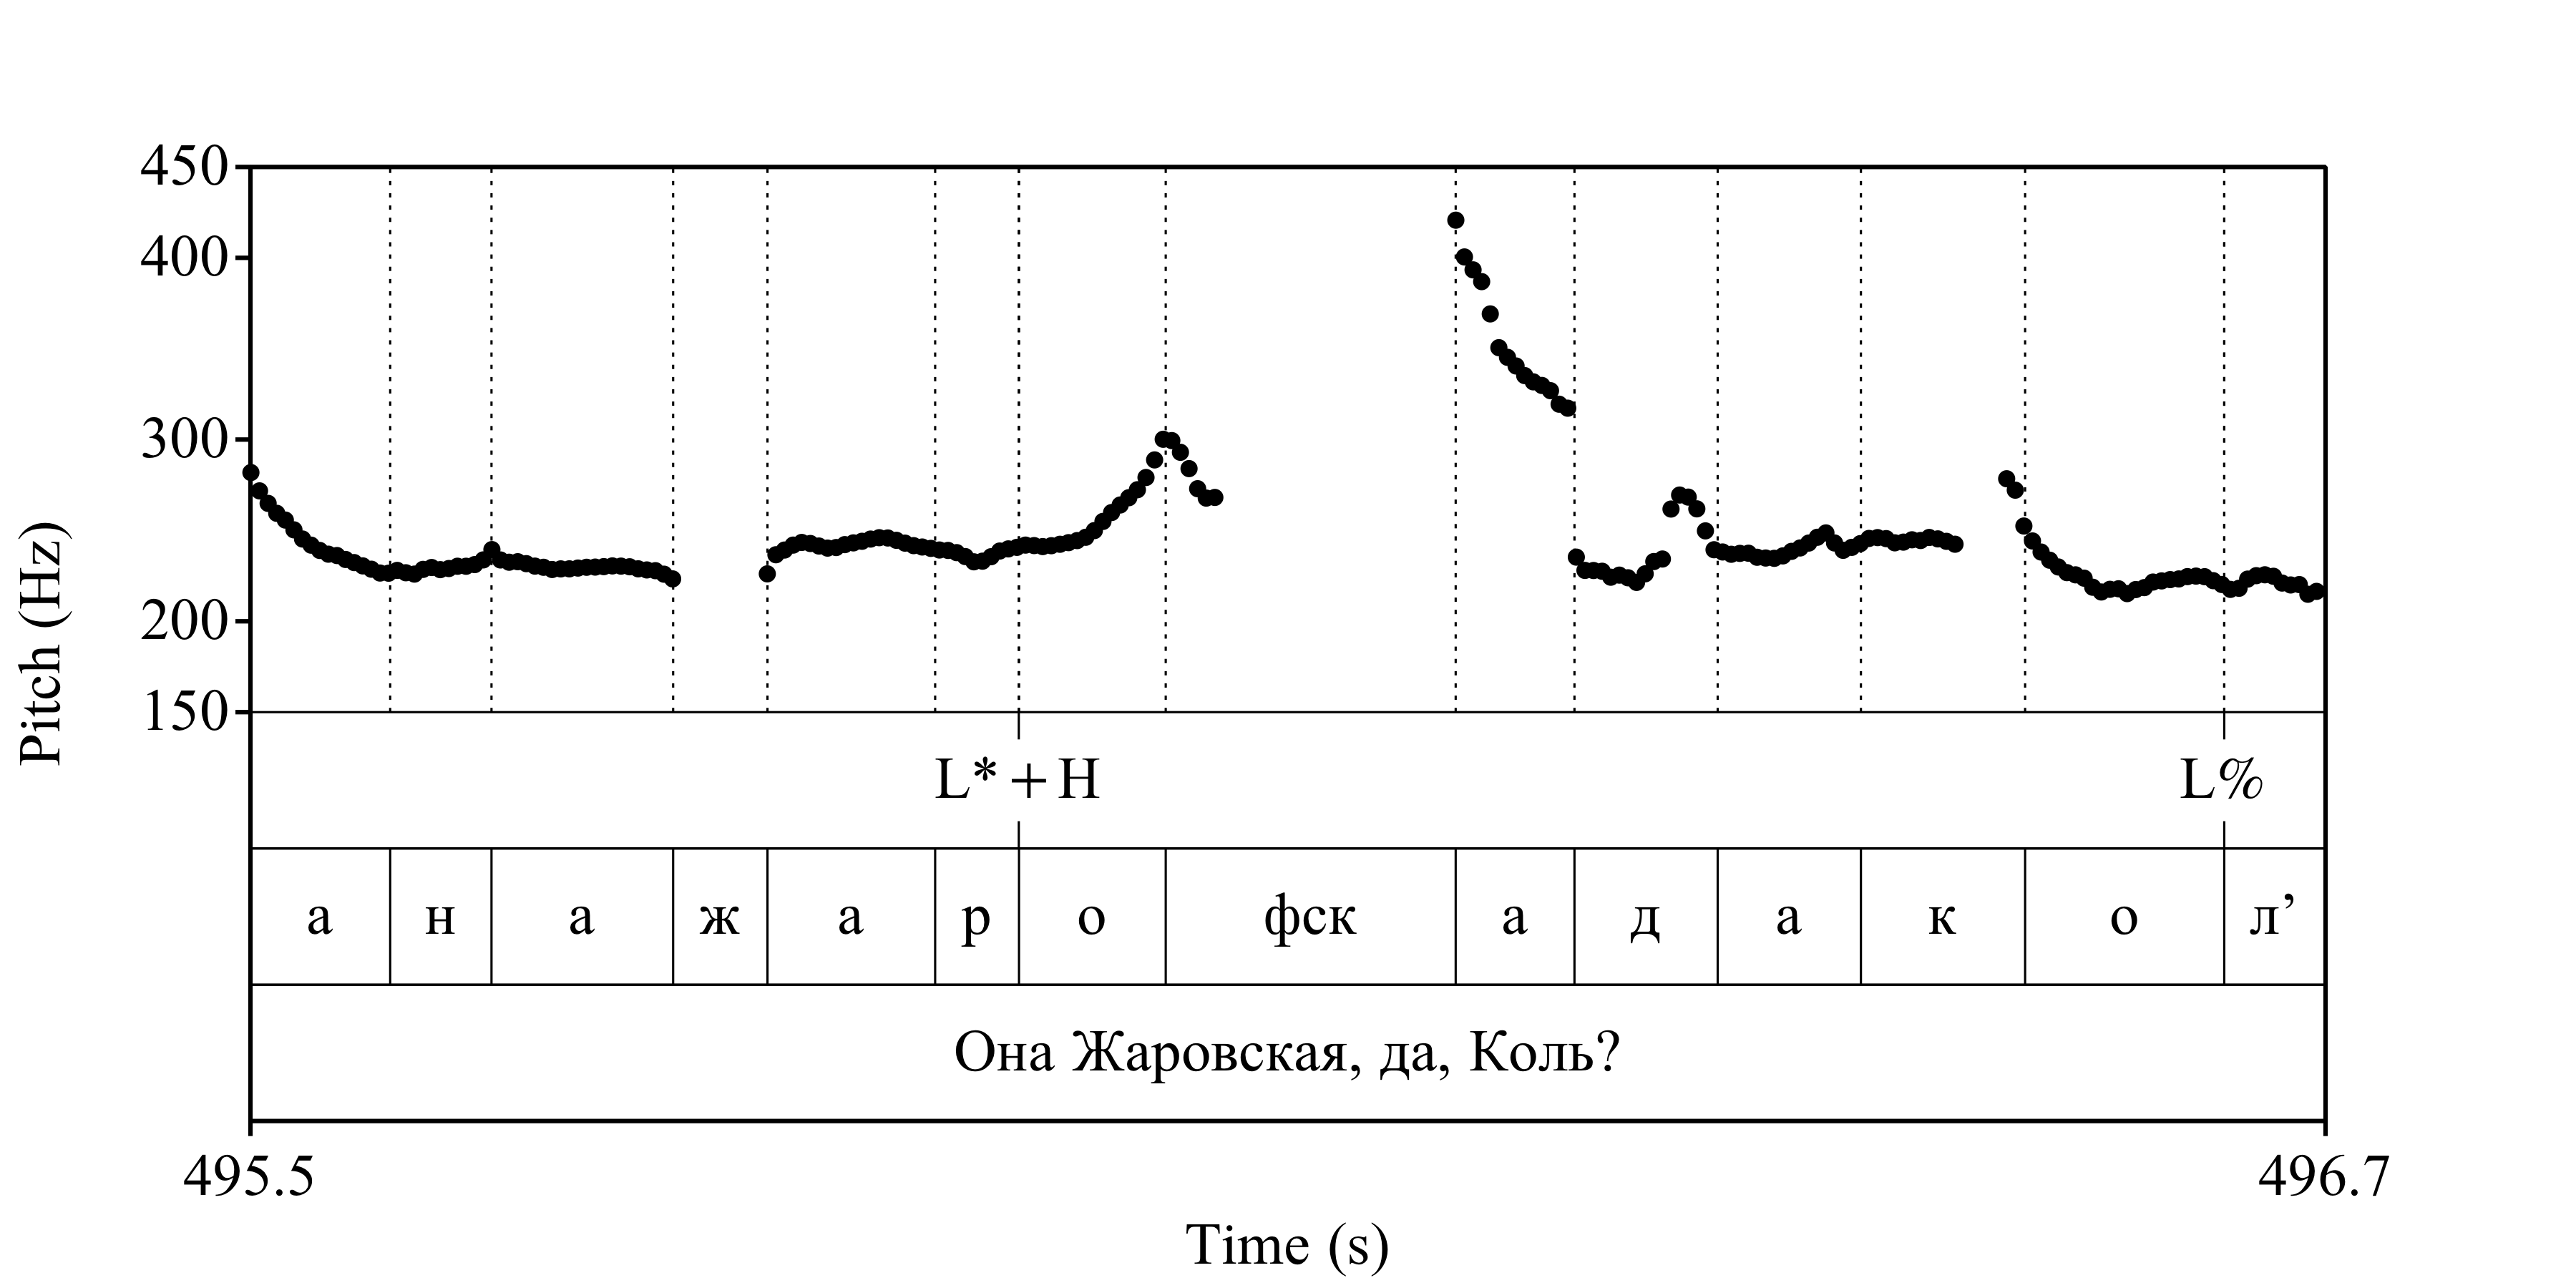 450
400
300
200
150
Pitch (Hz)
L* + H L%
а н а ж а р о фск а д а к о л’
Она Жаровская, да, Коль?
495.5 496.7
Time (s)